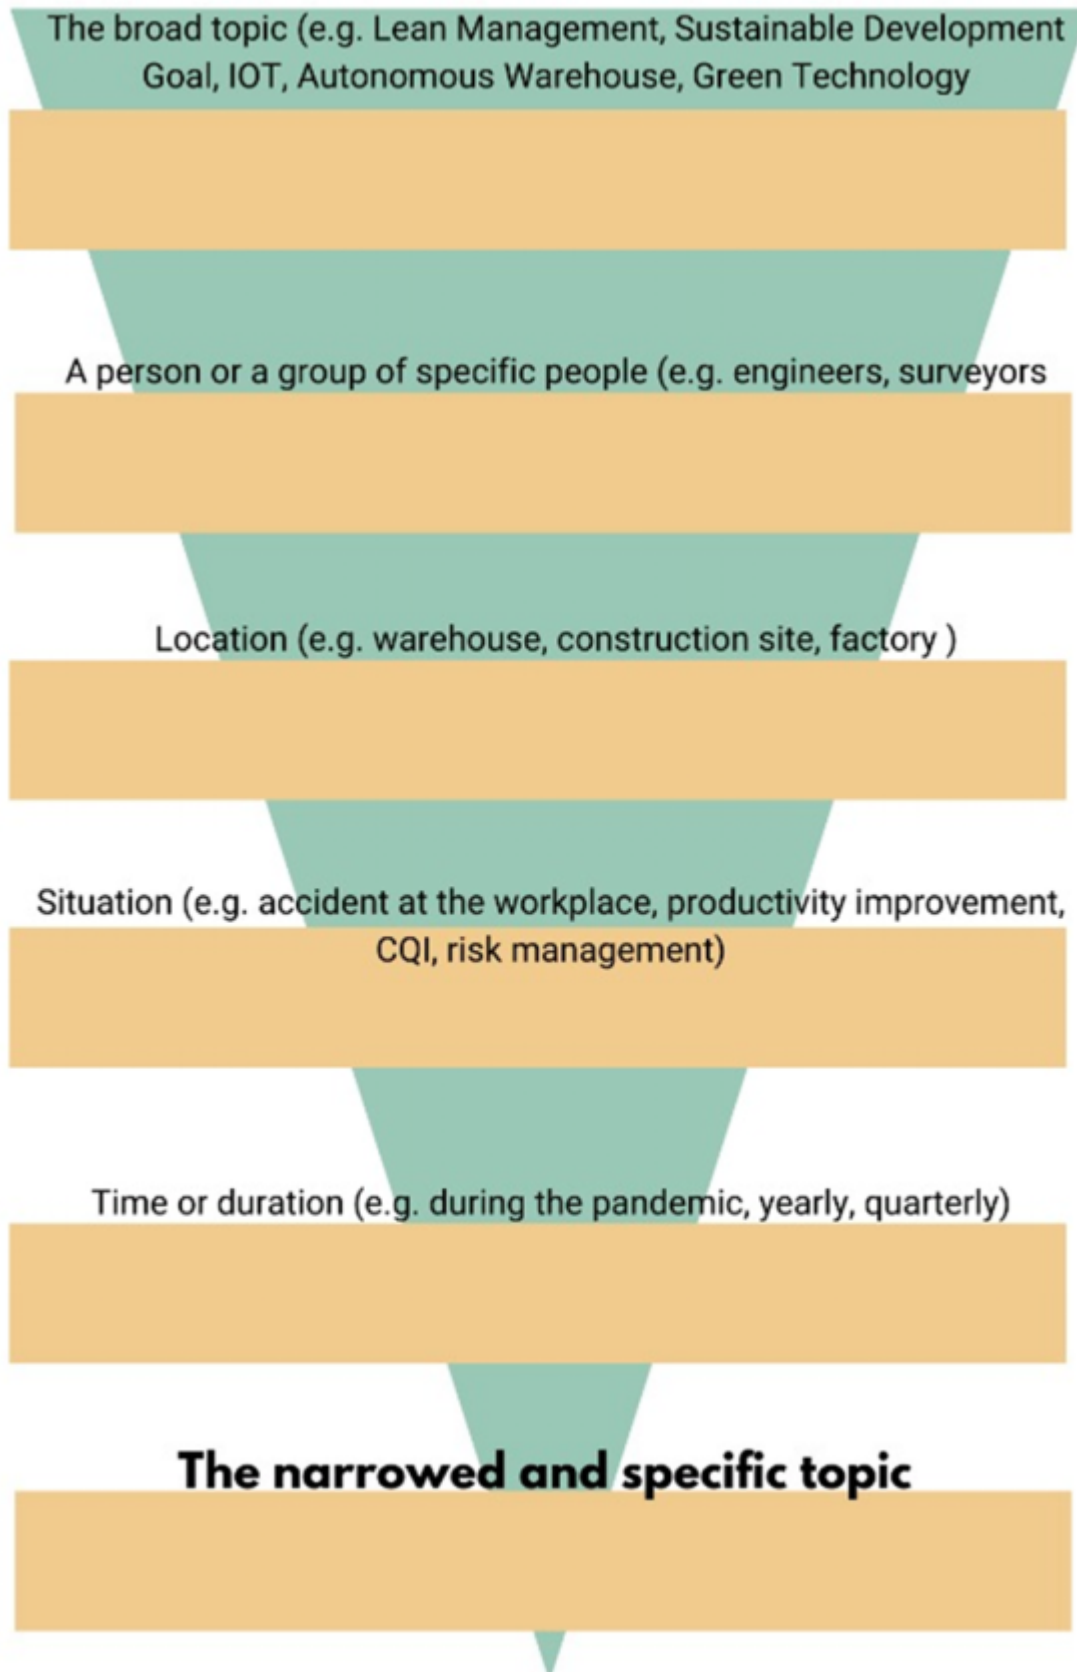 The broad topic (e.g. Lean Management, Sustainable Development
Goal, IOT, Autonomous Warehouse, Green Technology
A person or a group of specific people (e.g. engineers, surveyors
Location (e.g. warehouse, construction site, factory )
Situation (e.g. accident at the workplace, productivity improvement,
CQI, risk management)
Time or duration (e.g. during the pandemic, yearly, quarterly)
The narrowed and specific topic